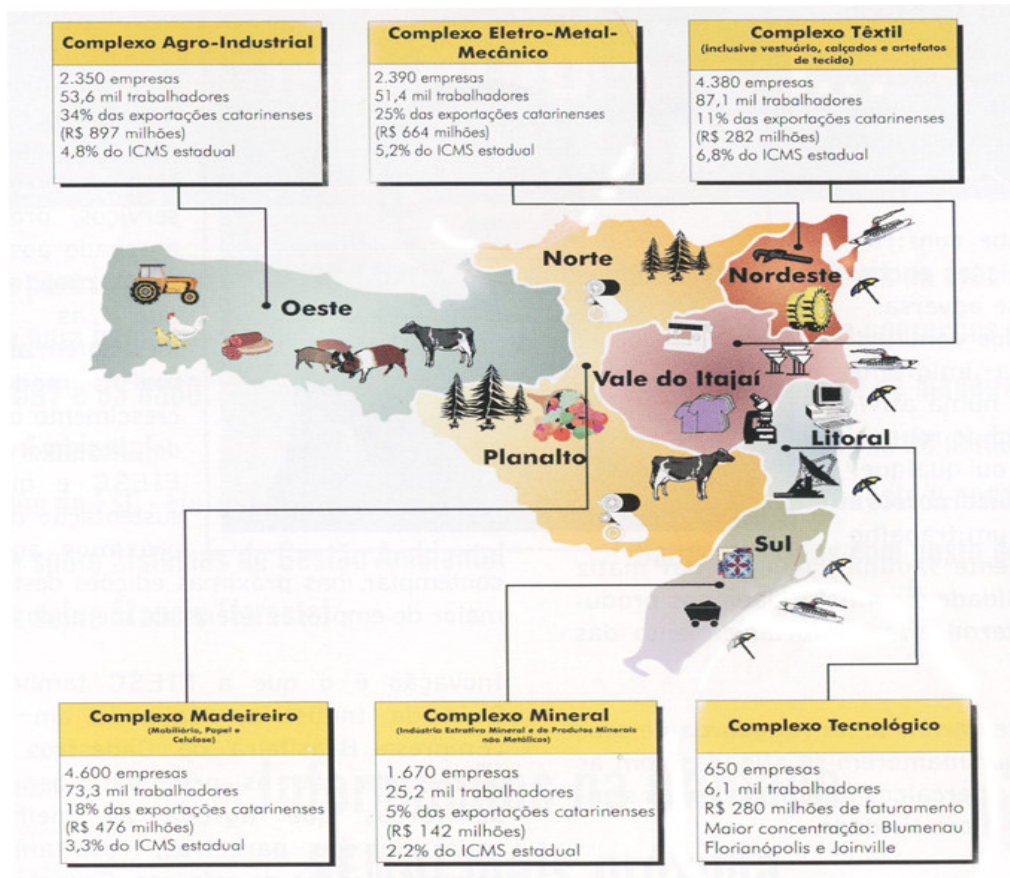 Complexo Agro-Industrial
2.350 empresas
53,6 mil trabalhadores
34% das exportações catarinenses
(R$ 897 milhões)
4,8% do ICMS estadual
Complexo Eletro-Metal-
Mecânico
2.390 empresas
51,4 mil trabalhadores
25% das exportações catarinenses
(R$ 664 milhões)
5,2% do ICMS estadual
Complexo Têxtil
(inclusive vestuário, calçados e artefatos
de tecido)
4.380 empresas
87,1 mil trabalhadores
11% das exportações catarinenses
(R$ 282 milhões)
6,8% do ICMS estadual
Norte
Nordeste
Oeste
Vale do Itajaí
Litoral
Planalto
Sul
Complexo Madeireiro
(Mobiliário, Papel e
Celulose)
4.600 empresas
73,3 mil trabalhadores
18% das exportações catarinenses
(R$ 476 milhões)
3,3% do ICMS estadual
Complexo Mineral
(Indústria Extrativa Mineral e de Produtos Minerais
não Metálicos)
1.670 empresas
25,2 mil trabalhadores
5% das exportações catarinenses
(R$ 142 milhões)
2,2% do ICMS estadual
Complexo Tecnológico
650 empresas
6,1 mil trabalhadores
R$ 280 milhões de faturamento
Maior concentração: Blumenau
Florianópolis e Joinville